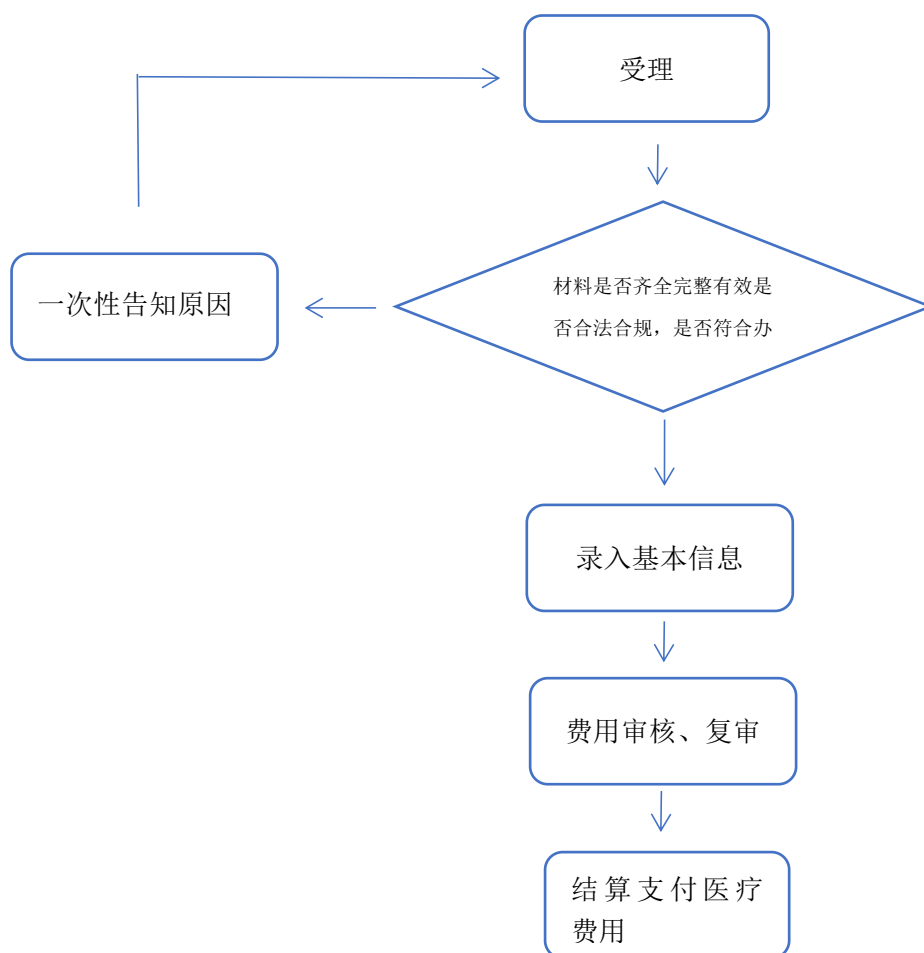 受理
一次性告知原因
材料是否齐全完整有效是
否合法合规，是否符合办
录入基本信息
费用审核、复审
结算支付医疗
费用